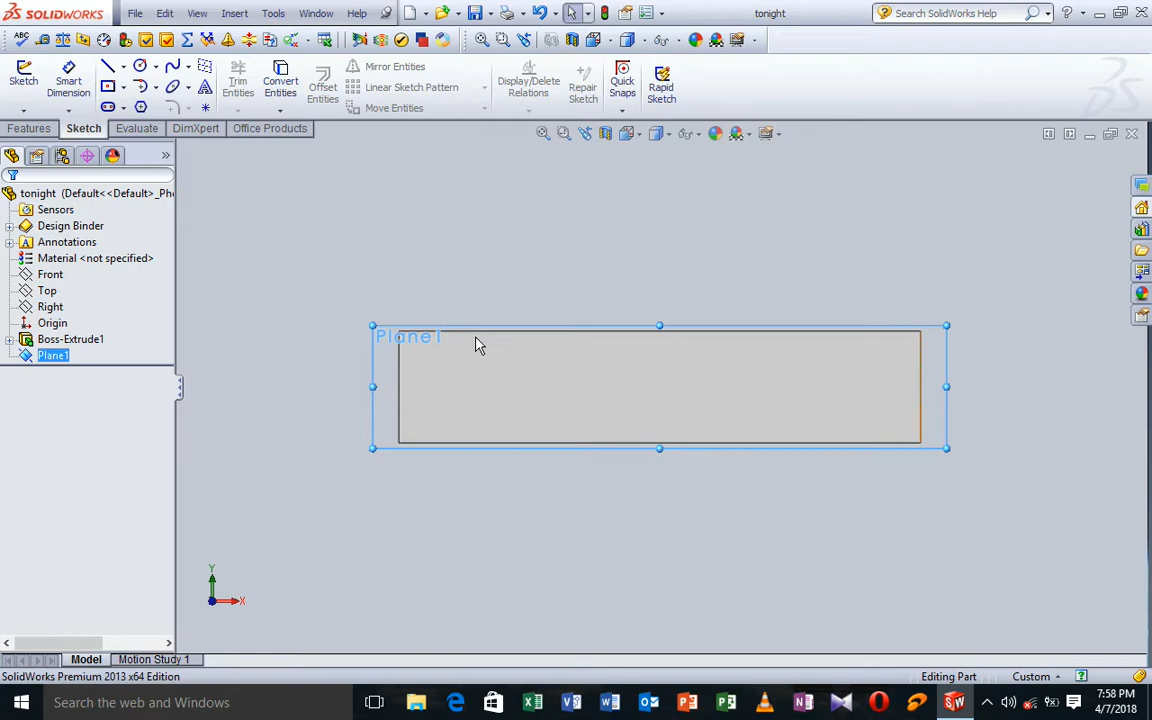 SOLIDWORKS File Edit View Insert Tools Window Help tonight Search SolidWorks Help
Sketch Smart Dimension Trim Entities Convert Entities Offset Entities Mirror Entities Linear Sketch Pattern Move Entities Display/Delete Relations Repair Sketch Quick Snaps Rapid Sketch
Features Sketch Evaluate DimXpert Office Products
tonight (Default<<Default>_Pho
Sensors
Design Binder
Annotations
Material <not specified>
Front
Top
Right
Origin
Boss-Extrude1
Plane1
Plane1
Y
X
Model Motion Study 1
SolidWorks Premium 2013 x64 Edition Editing Part Custom
Search the web and Windows
7:58 PM
4/7/2018